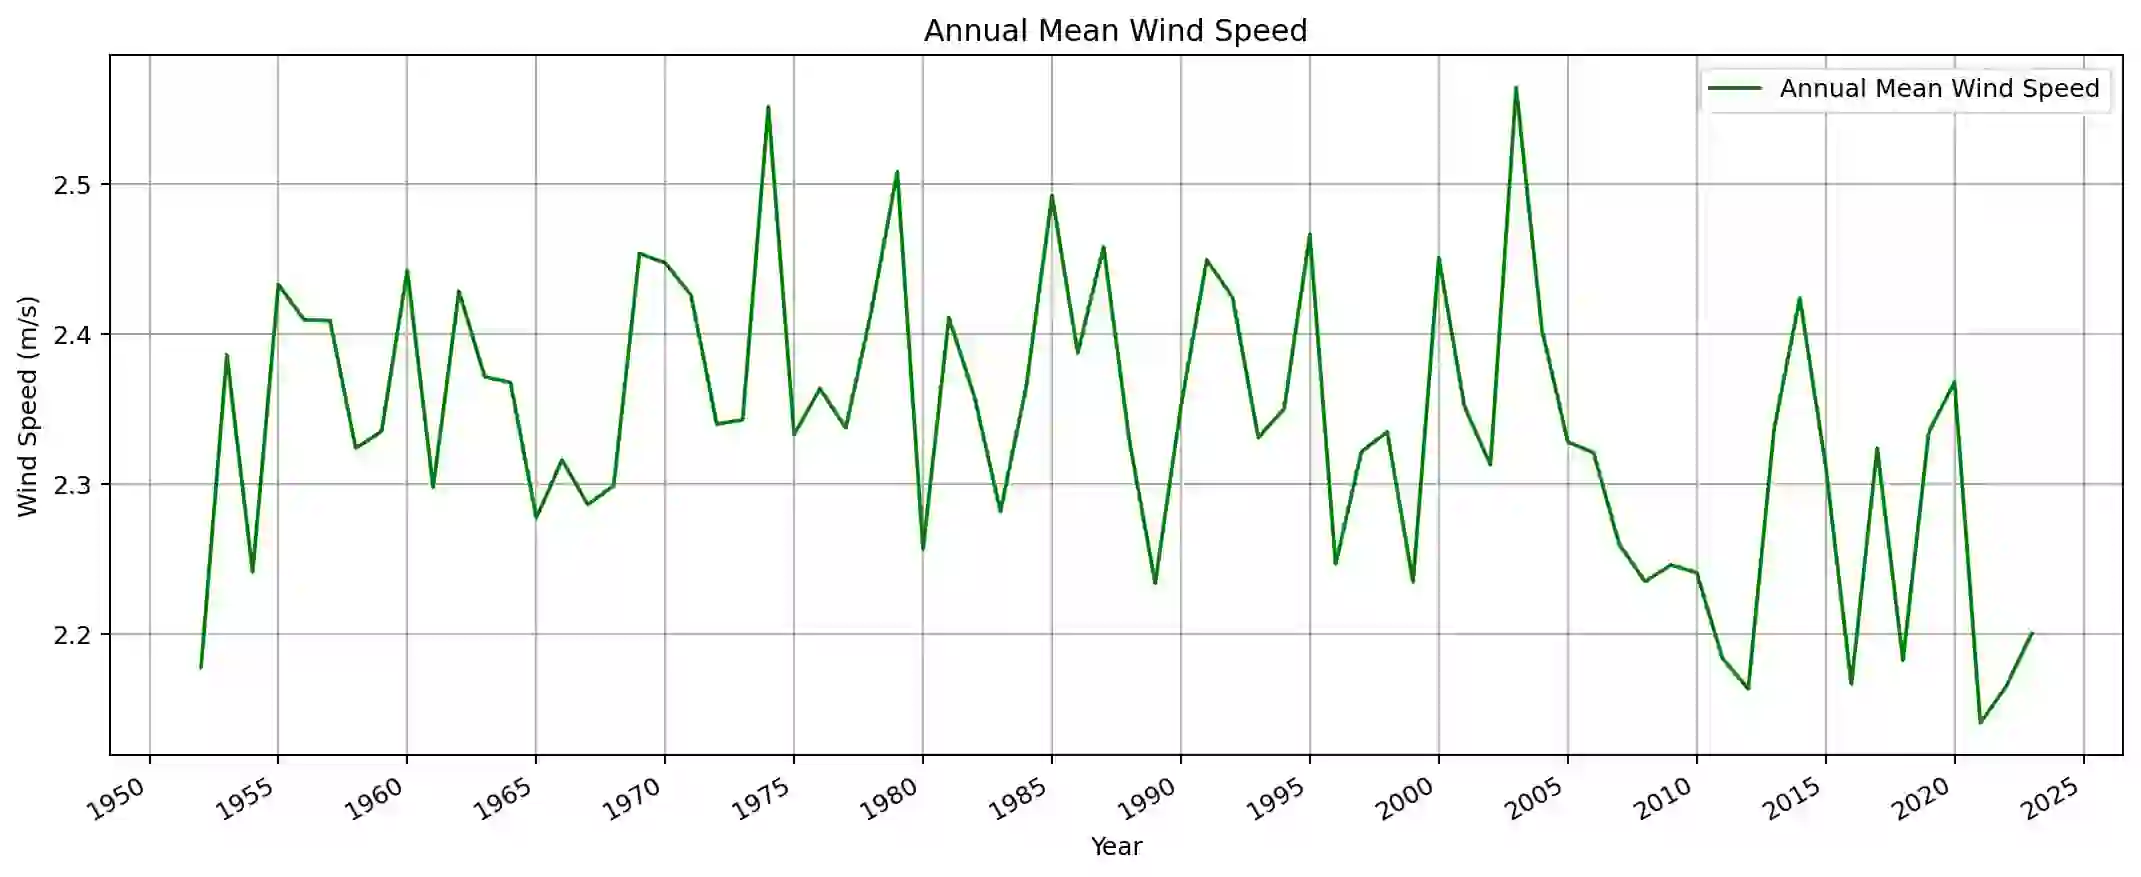 Annual Mean Wind Speed
Annual Mean Wind Speed
Wind Speed (m/s)
2.5
2.4
2.3
2.2
1950 1955 1960 1965 1970 1975 1980 1985 1990 1995 2000 2005 2010 2015 2020 2025
Year